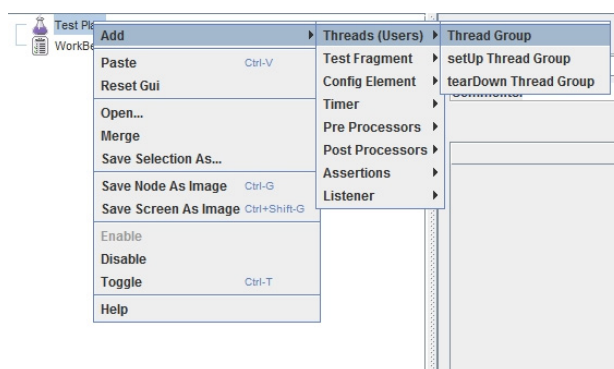 Test Pla
WorkBe
Add
Paste Ctrl-V
Reset Gui
Open...
Merge
Save Selection As...
Save Node As Image Ctrl-G
Save Screen As Image Ctrl+Shift-G
Enable
Disable
Toggle Ctrl-T
Help
Threads (Users)
Test Fragment
Config Element
Timer
Pre Processors
Post Processors
Assertions
Listener
Thread Group
setUp Thread Group
tearDown Thread Group